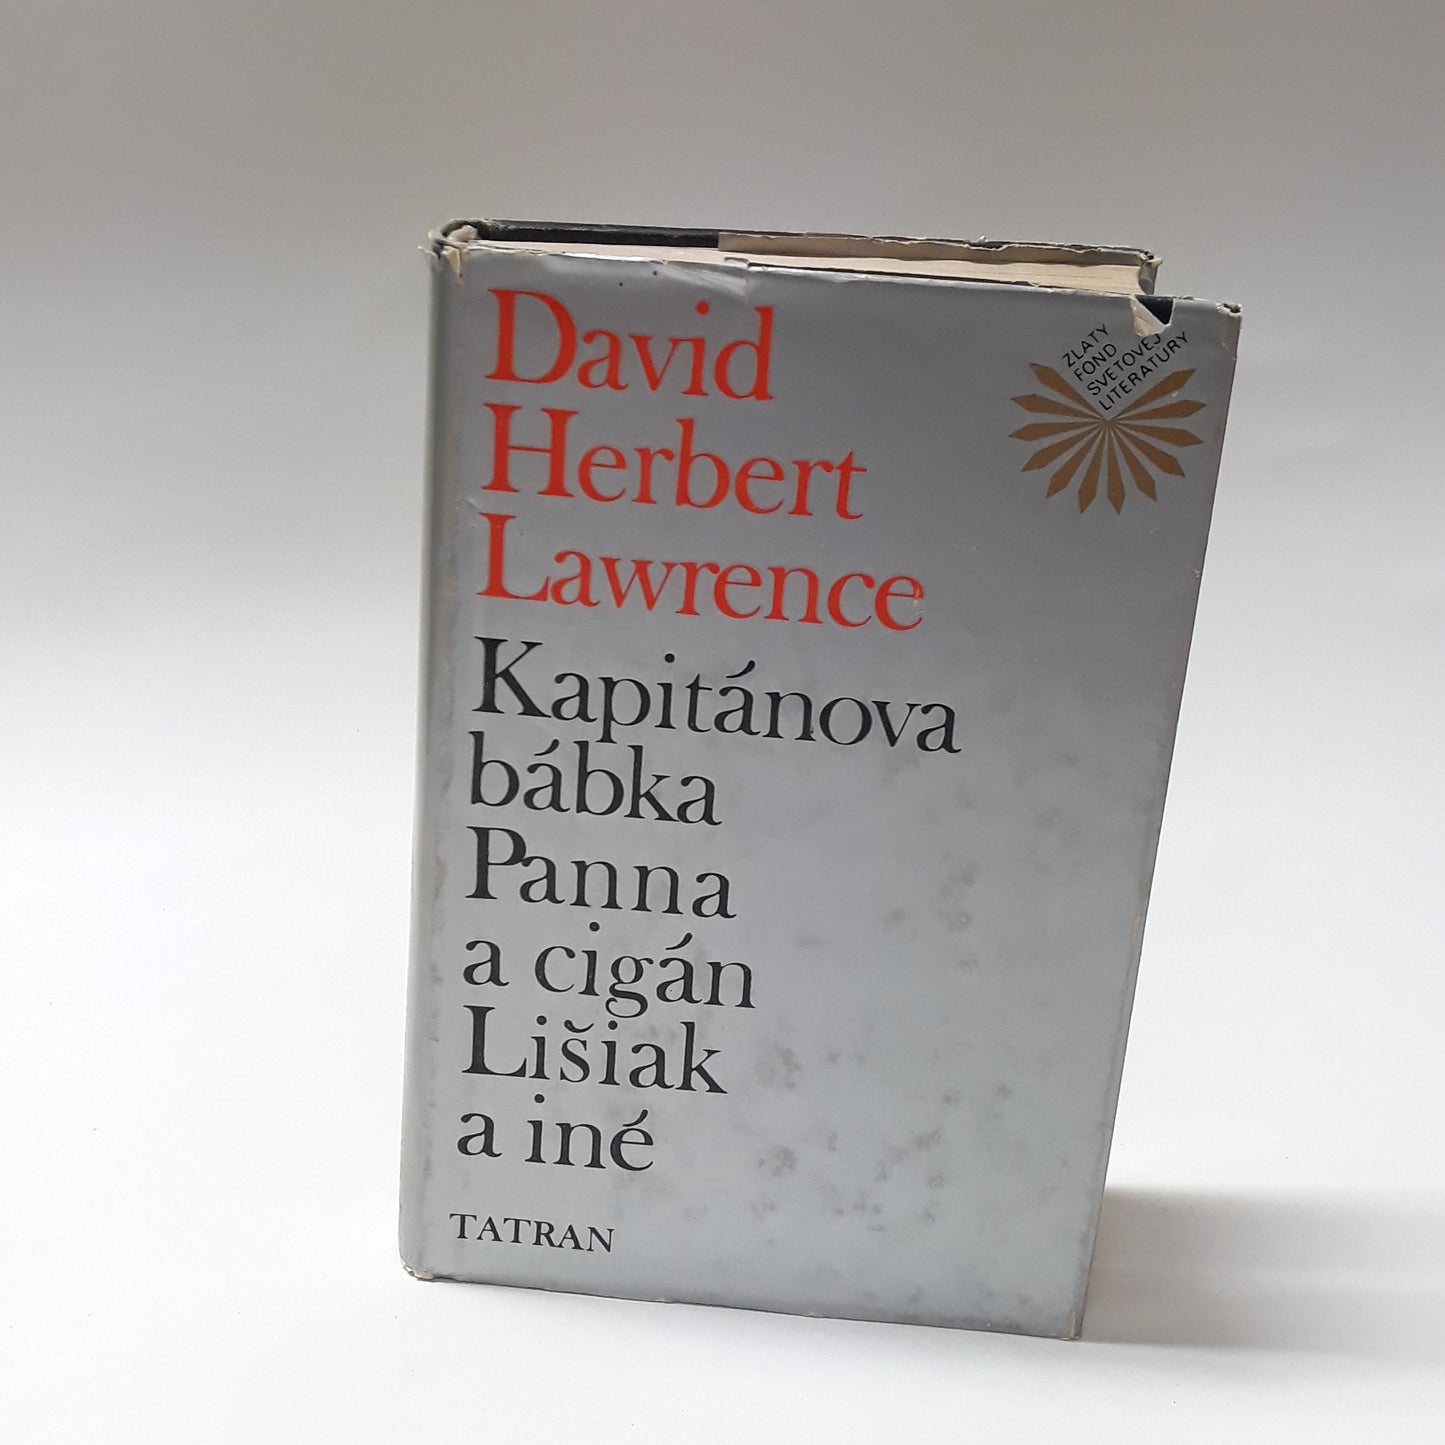 David
Herbert
Lawrence
Kapitánova
bábka
Panna
a cigán
Lišiak
a iné
TATRAN
ZLATÝ
FOND
SVETOVEJ
LITERATÚRY